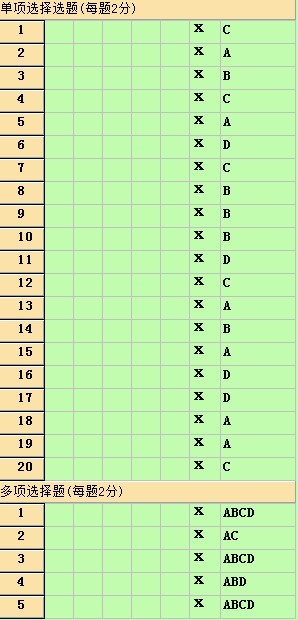 单项选择选题(每题2分)
1 X C
2 X A
3 X B
4 X C
5 X A
6 X D
7 X C
8 X B
9 X B
10 X B
11 X D
12 X C
13 X A
14 X B
15 X A
16 X D
17 X D
18 X A
19 X A
20 X C
多项选择题(每题2分)
1 X ABCD
2 X AC
3 X ABCD
4 X ABD
5 X ABCD